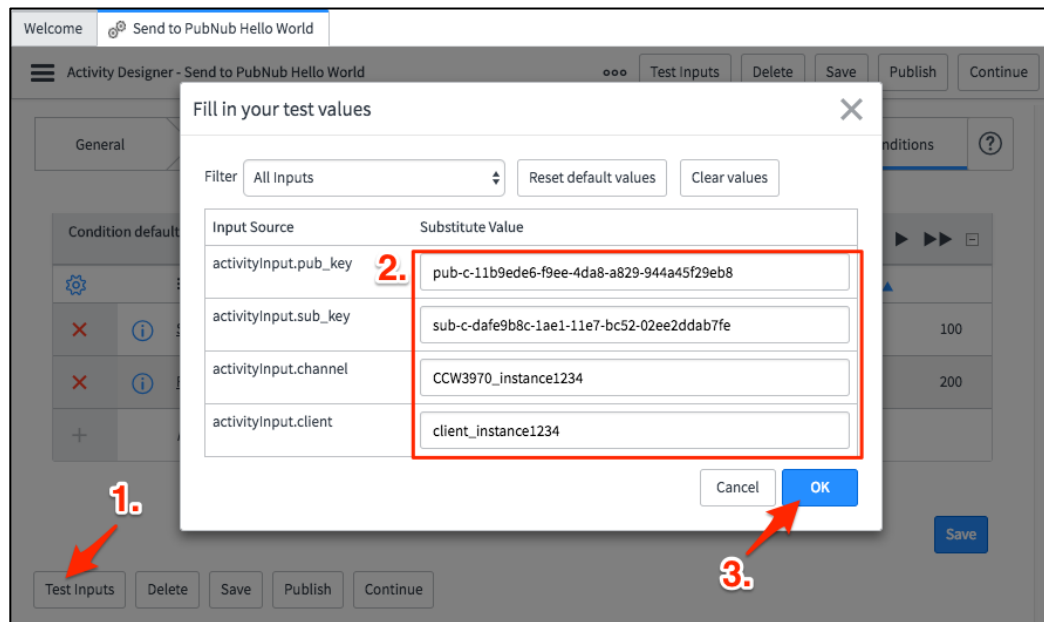 Welcome Send to PubNub Hello World
Activity Designer - Send to PubNub Hello World Test Inputs Delete Save Publish Continue
Fill in your test values
General nditions ?
Filter All Inputs Reset default values Clear values
Condition default
Input Source Substitute Value
activityInput.pub_key 2. pub-c-11b9ede6-f9ee-4da8-a829-944a45f29eb8
activityInput.sub_key sub-c-dafe9b8c-1ae1-11e7-bc52-02ee2ddab7fe
100
activityInput.channel CCW3970_instance1234
200
activityInput.client client_instance1234
Cancel OK
1.
Save
3.
Test Inputs Delete Save Publish Continue